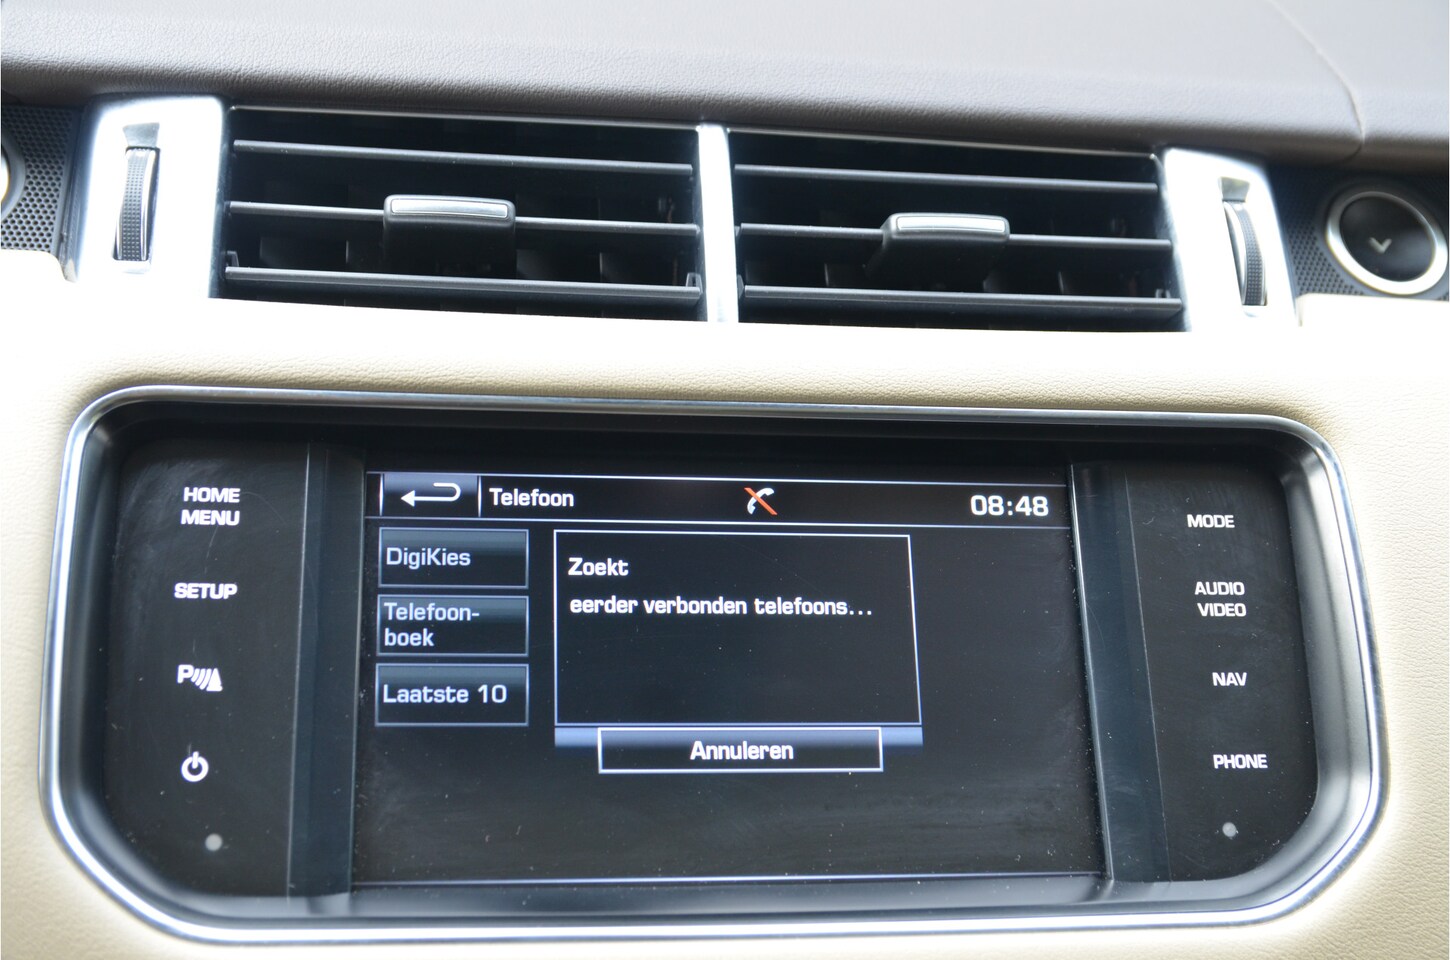 HOME
MENU
SETUP
P
Telefoon
08:48
DigiKies
Telefoon-
boek
Laatste 10
Zoekt
eerder verbonden telefoons...
Annuleren
MODE
AUDIO
VIDEO
NAV
PHONE